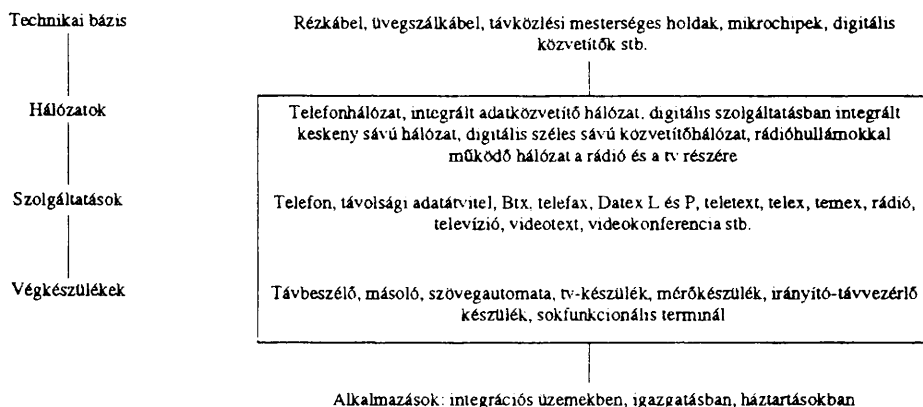 Technikai bázis
Rézkábel, üvegszálkábel, távközlési mesterséges holdak, mikrochipek, digitális
közvetítők stb.
Hálózatok
Telefonhálózat, integrált adatközvetítő hálózat. digitális szolgáltatásban integrált
keskeny sávú hálózat, digitális széles sávú közvetítőhálózat, rádióhullámokkal
működő hálózat a rádió és a tv részére
Szolgáltatások
Telefon, távolsági adatátvitel, Btx, telefax, Datex L és P, teletext, telex, temex, rádió,
televízió, videotext, videokonferencia stb.
Végkészülékek
Távbeszélő, másoló, szövegautomata, tv-készülék, mérőkészülék, irányító-távvezérlő
készülék, sokfunkcionális terminál
Alkalmazások: integrációs üzemekben, igazgatásban, háztartásokban